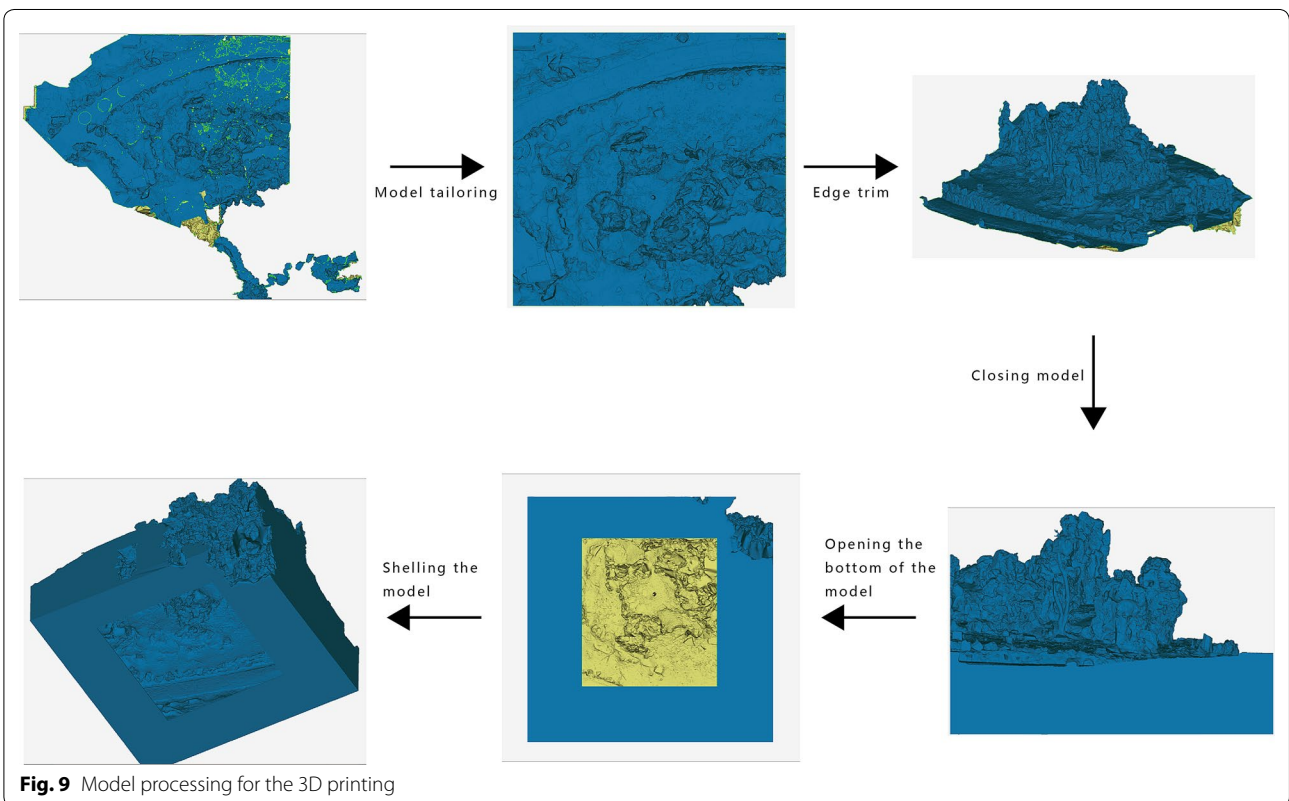 Model tailoring
Edge trim
Closing model
Opening the
bottom of the
model
Shelling the
model
Fig. 9 Model processing for the 3D printing